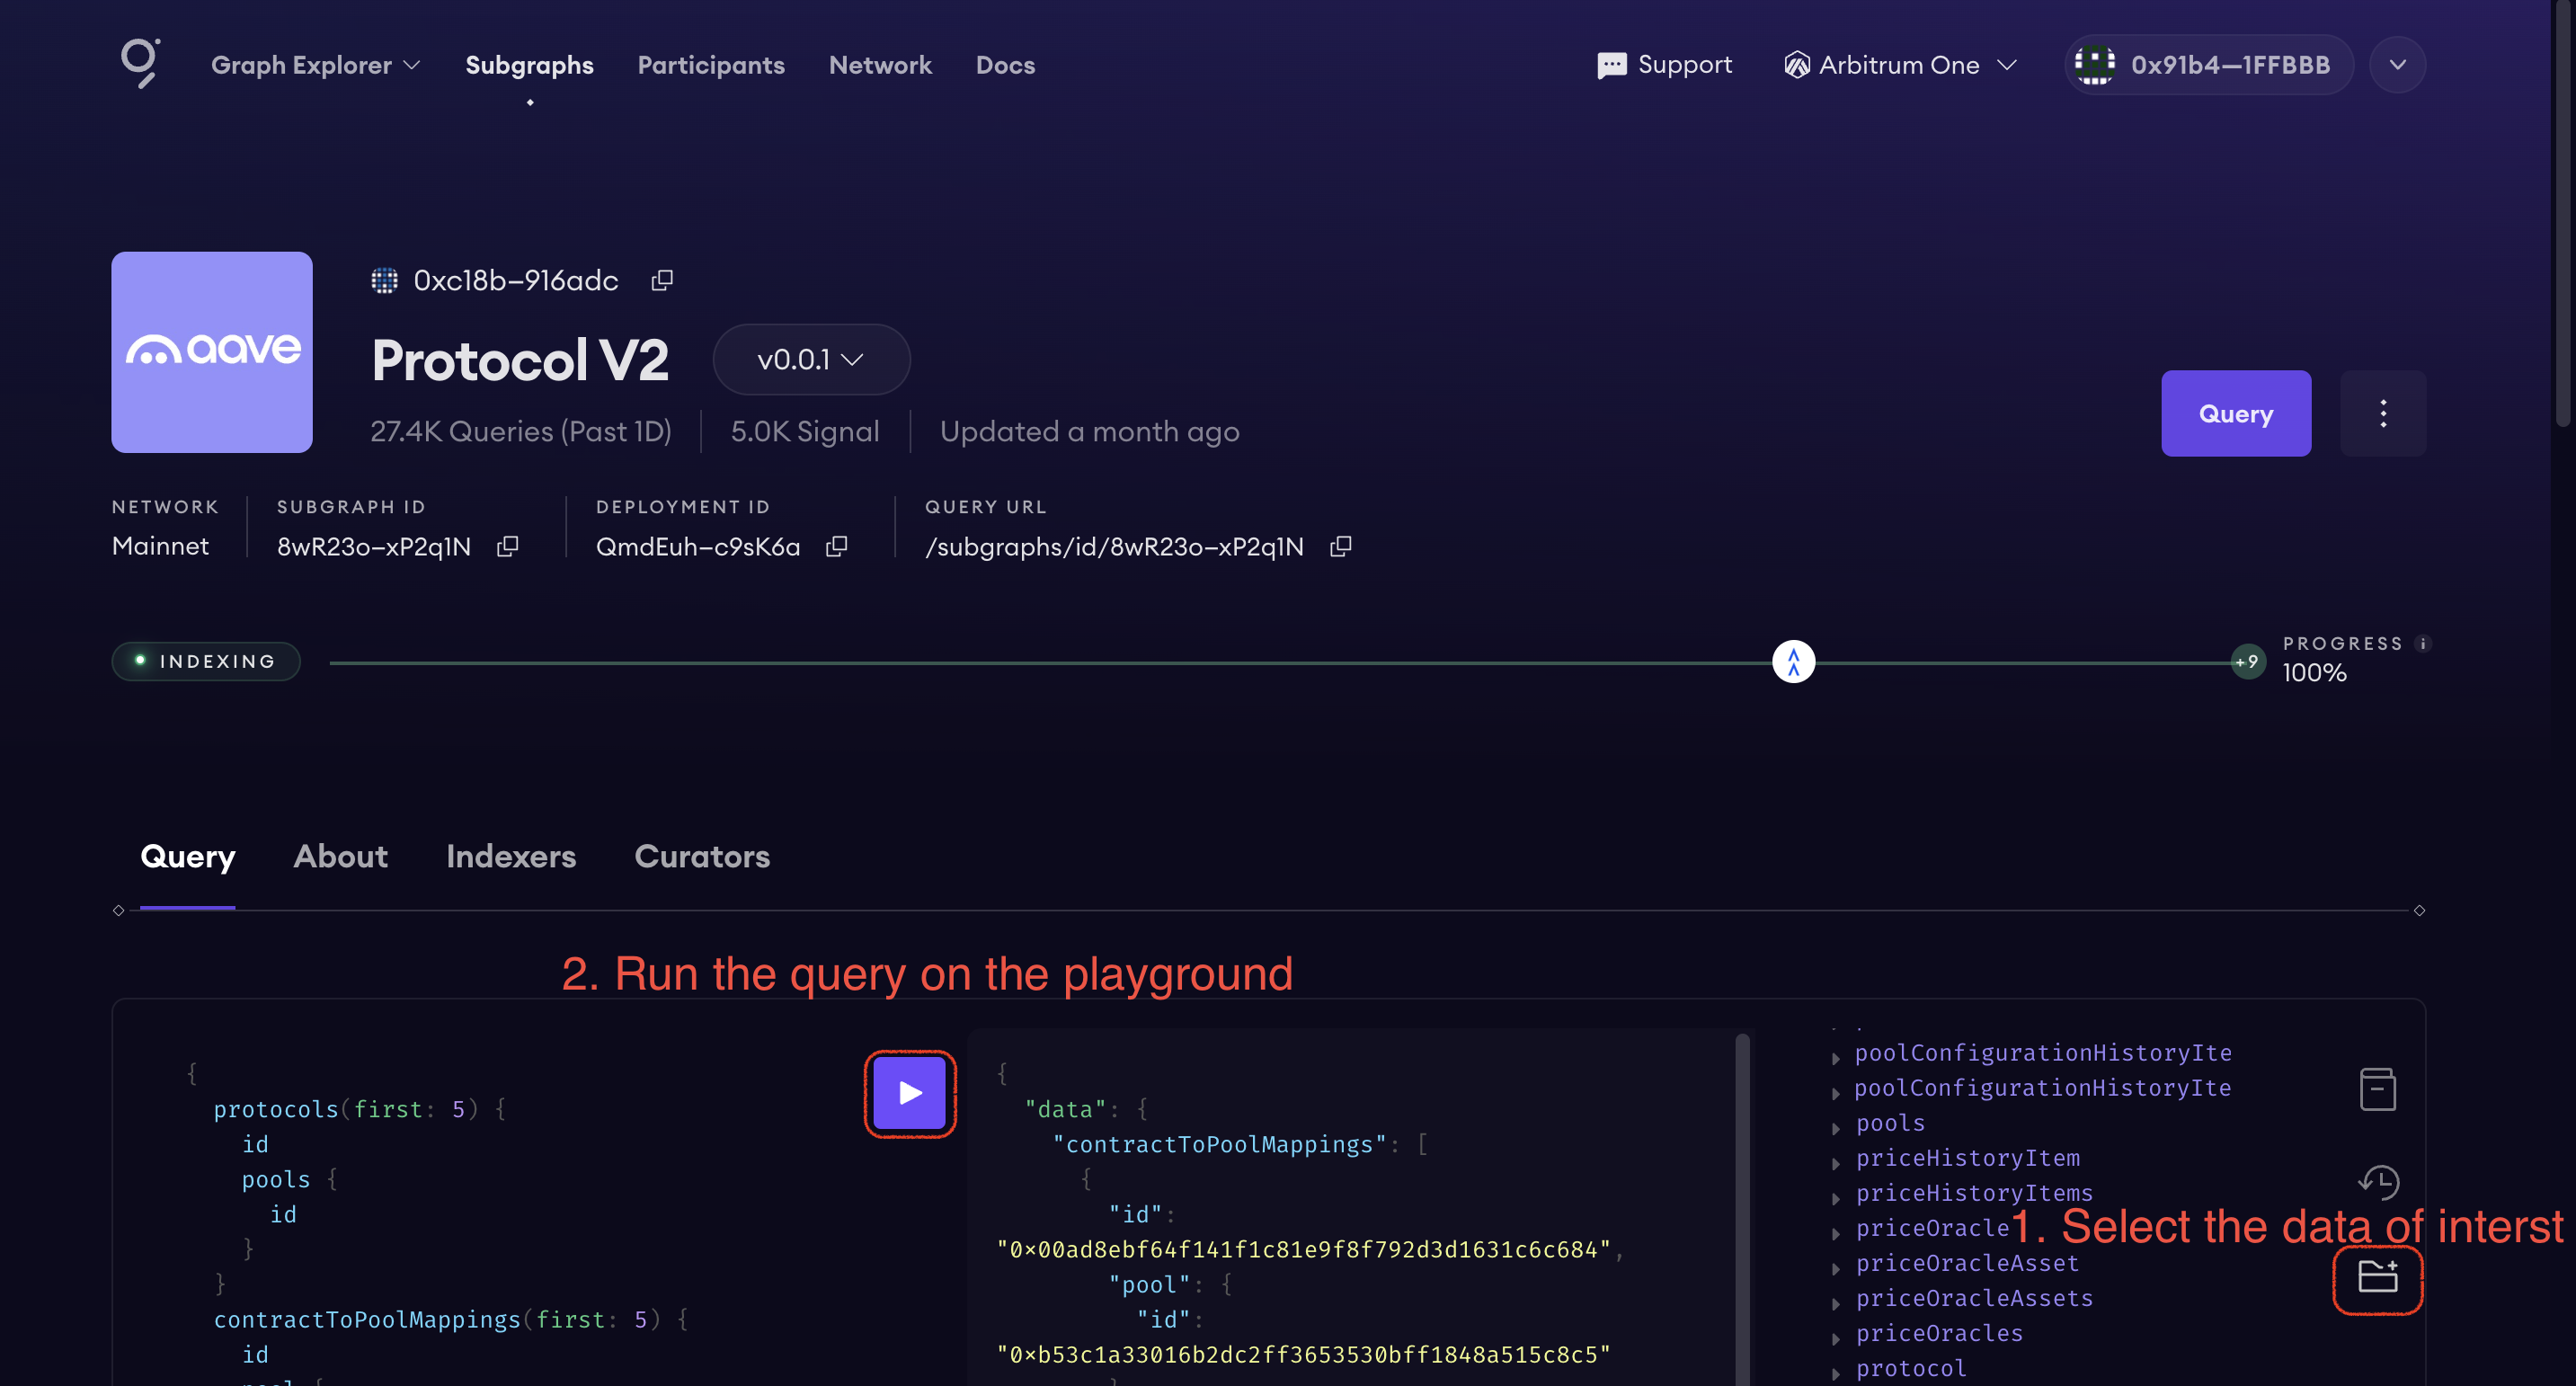 Graph Explorer Subgraphs Participants Network Docs Support Arbitrum One 0x91b4—1FFBBB
aave
0xc18b—916adc
Protocol V2 v0.0.1
27.4K Queries (Past 1D) 5.0K Signal Updated a month ago
Query
NETWORK SUBGRAPH ID DEPLOYMENT ID QUERY URL
Mainnet 8wR23o—xP2q1N QmdEuh—c9sK6a /subgraphs/id/8wR23o—xP2q1N
INDEXING
+9
PROGRESS
100%
Query About Indexers Curators
2. Run the query on the playground
{
protocols(first: 5) {
id
pools {
id
}
}
contractToPoolMappings(first: 5) {
id
{
"data": {
"contractToPoolMappings": [
{
"id":
"0×00ad8ebf64f141f1c81e9f8f792d3d1631c6c684",
"pool": {
"id":
"0×b53c1a33016b2dc2ff3653530bff1848a515c8c5"
poolConfigurationHistoryIte
poolConfigurationHistoryIte
pools
priceHistoryItem
priceHistoryItems
priceOracle
priceOracleAsset
priceOracleAssets
priceOracles
protocol
1. Select the data of interst